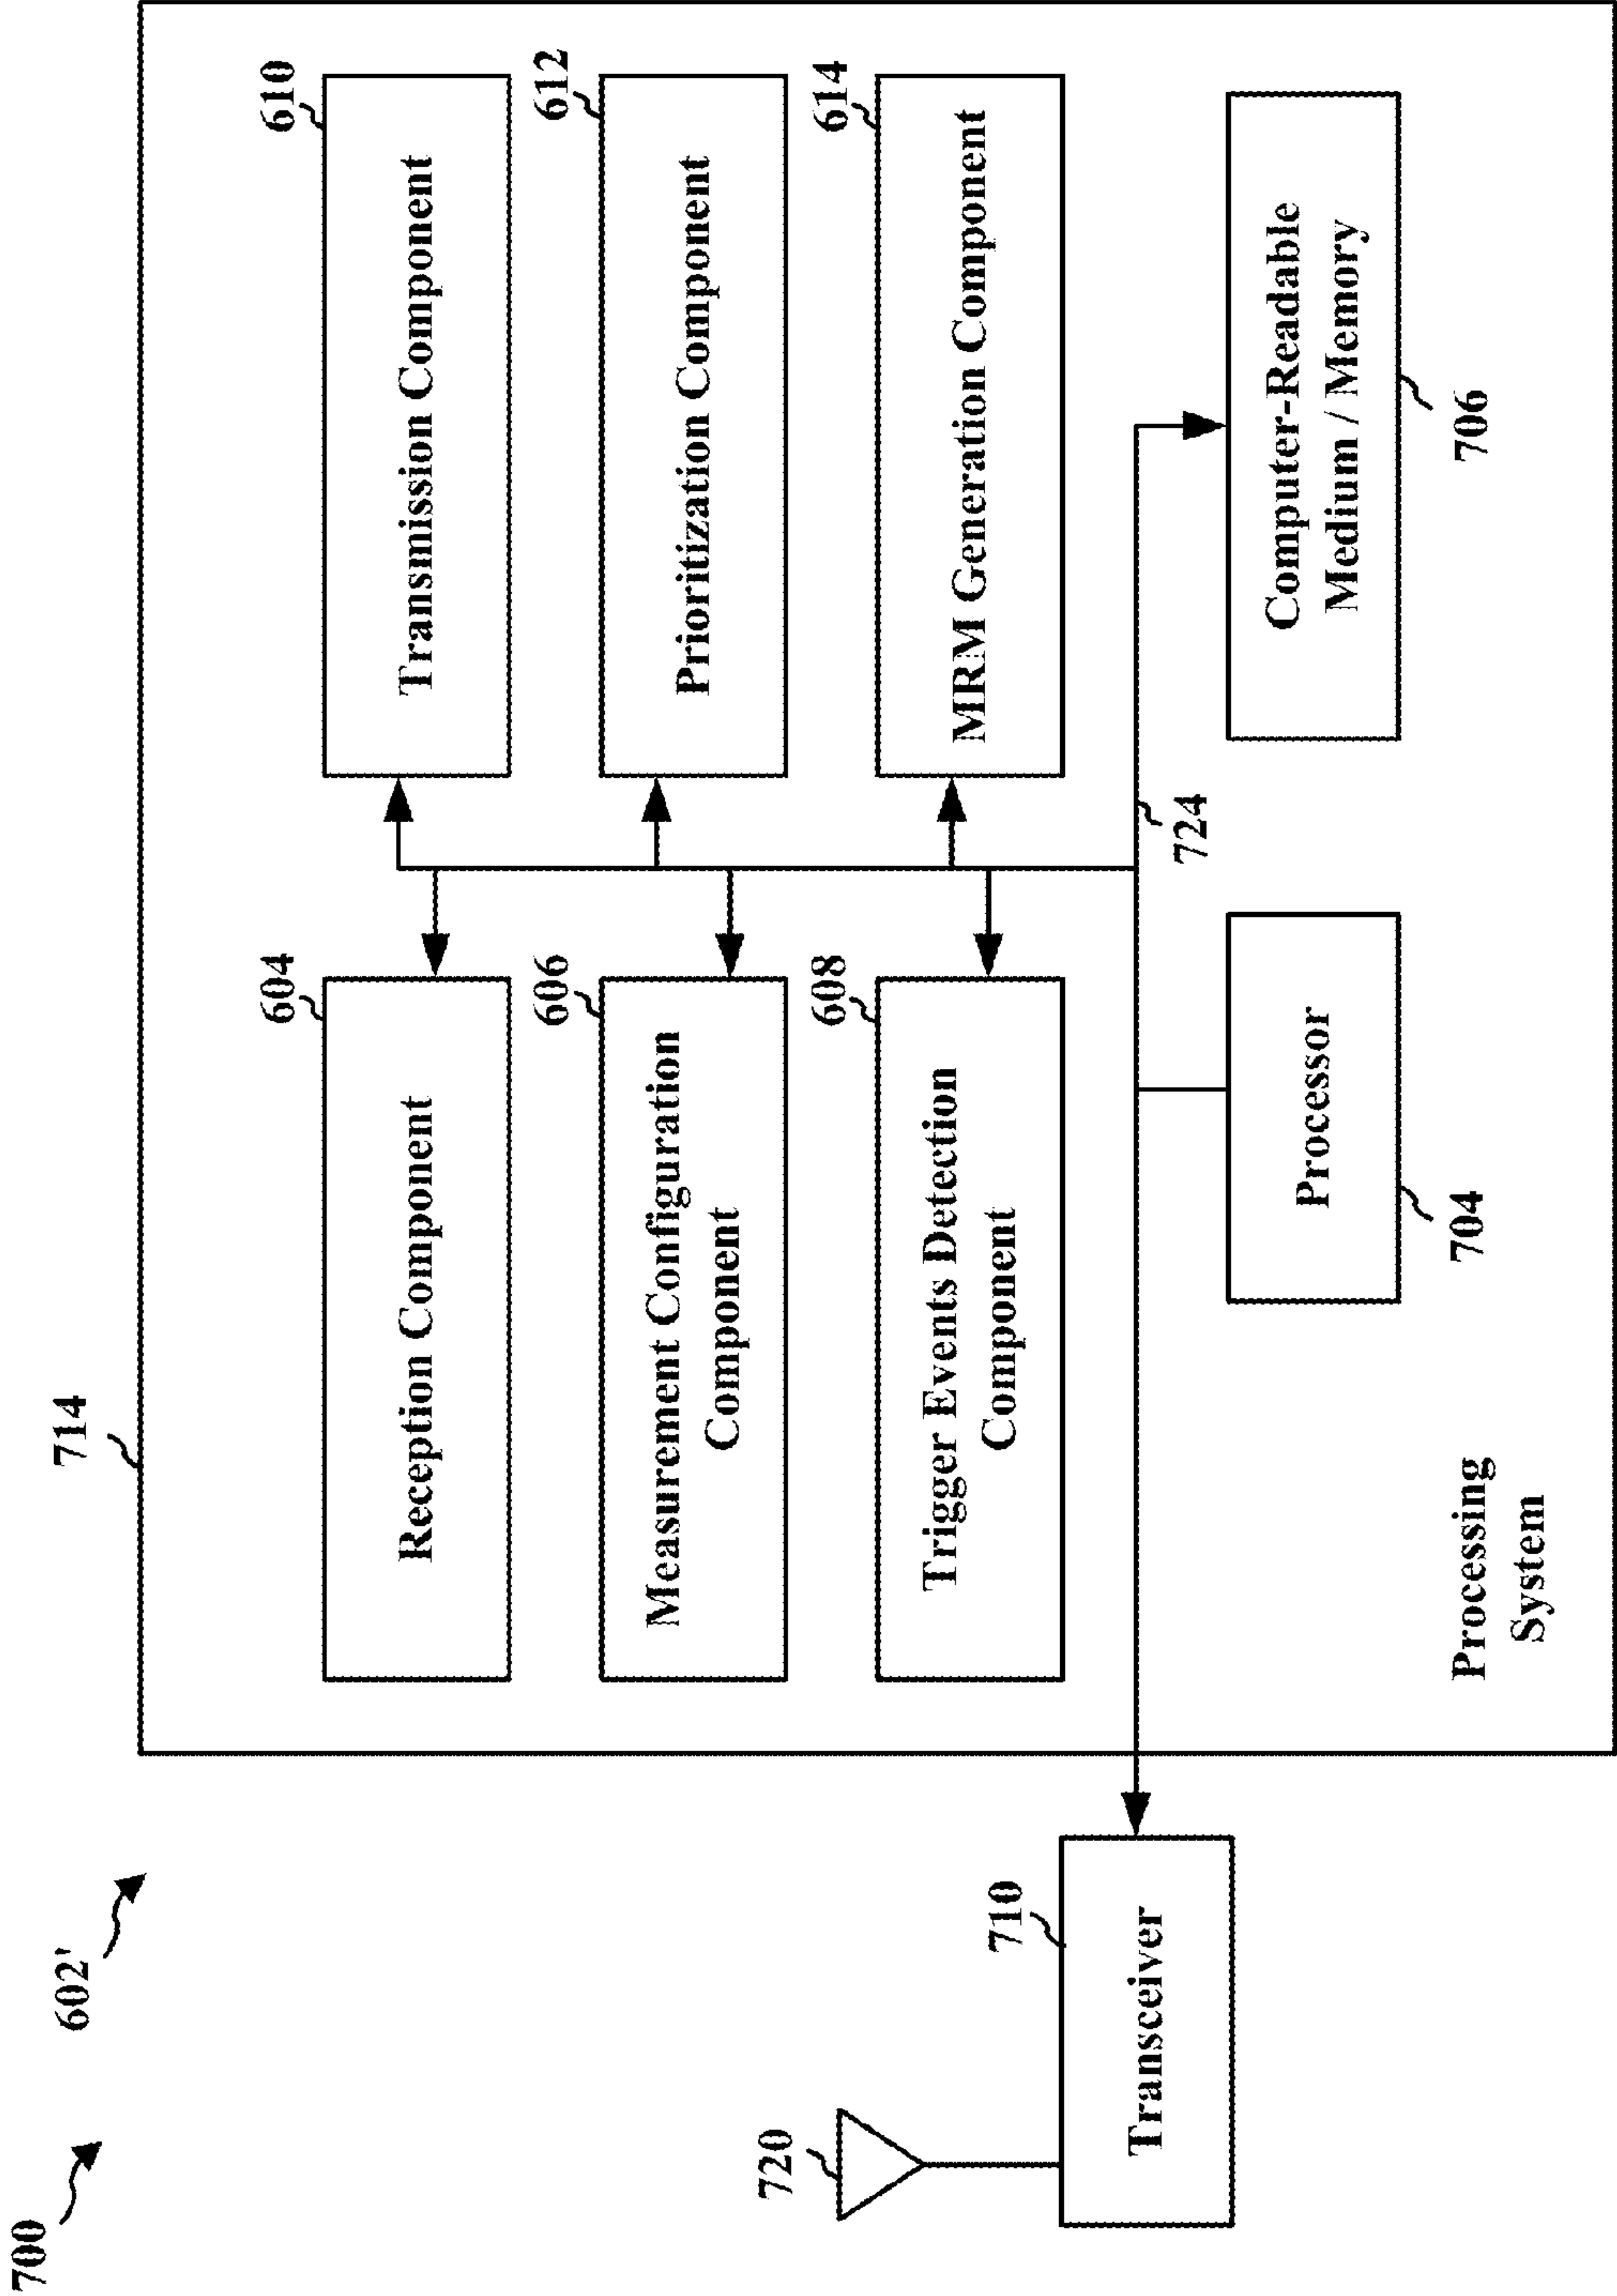 700
602'
714
604
Reception Component
610
Transmission Component
606
Measurement Configuration
Component
612
Prioritization Component
608
Trigger Events Detection
Component
614
MRM Generation Component
720
710
Transceiver
724
Processor
704
Computer-Readable
Medium / Memory
706
Processing
System